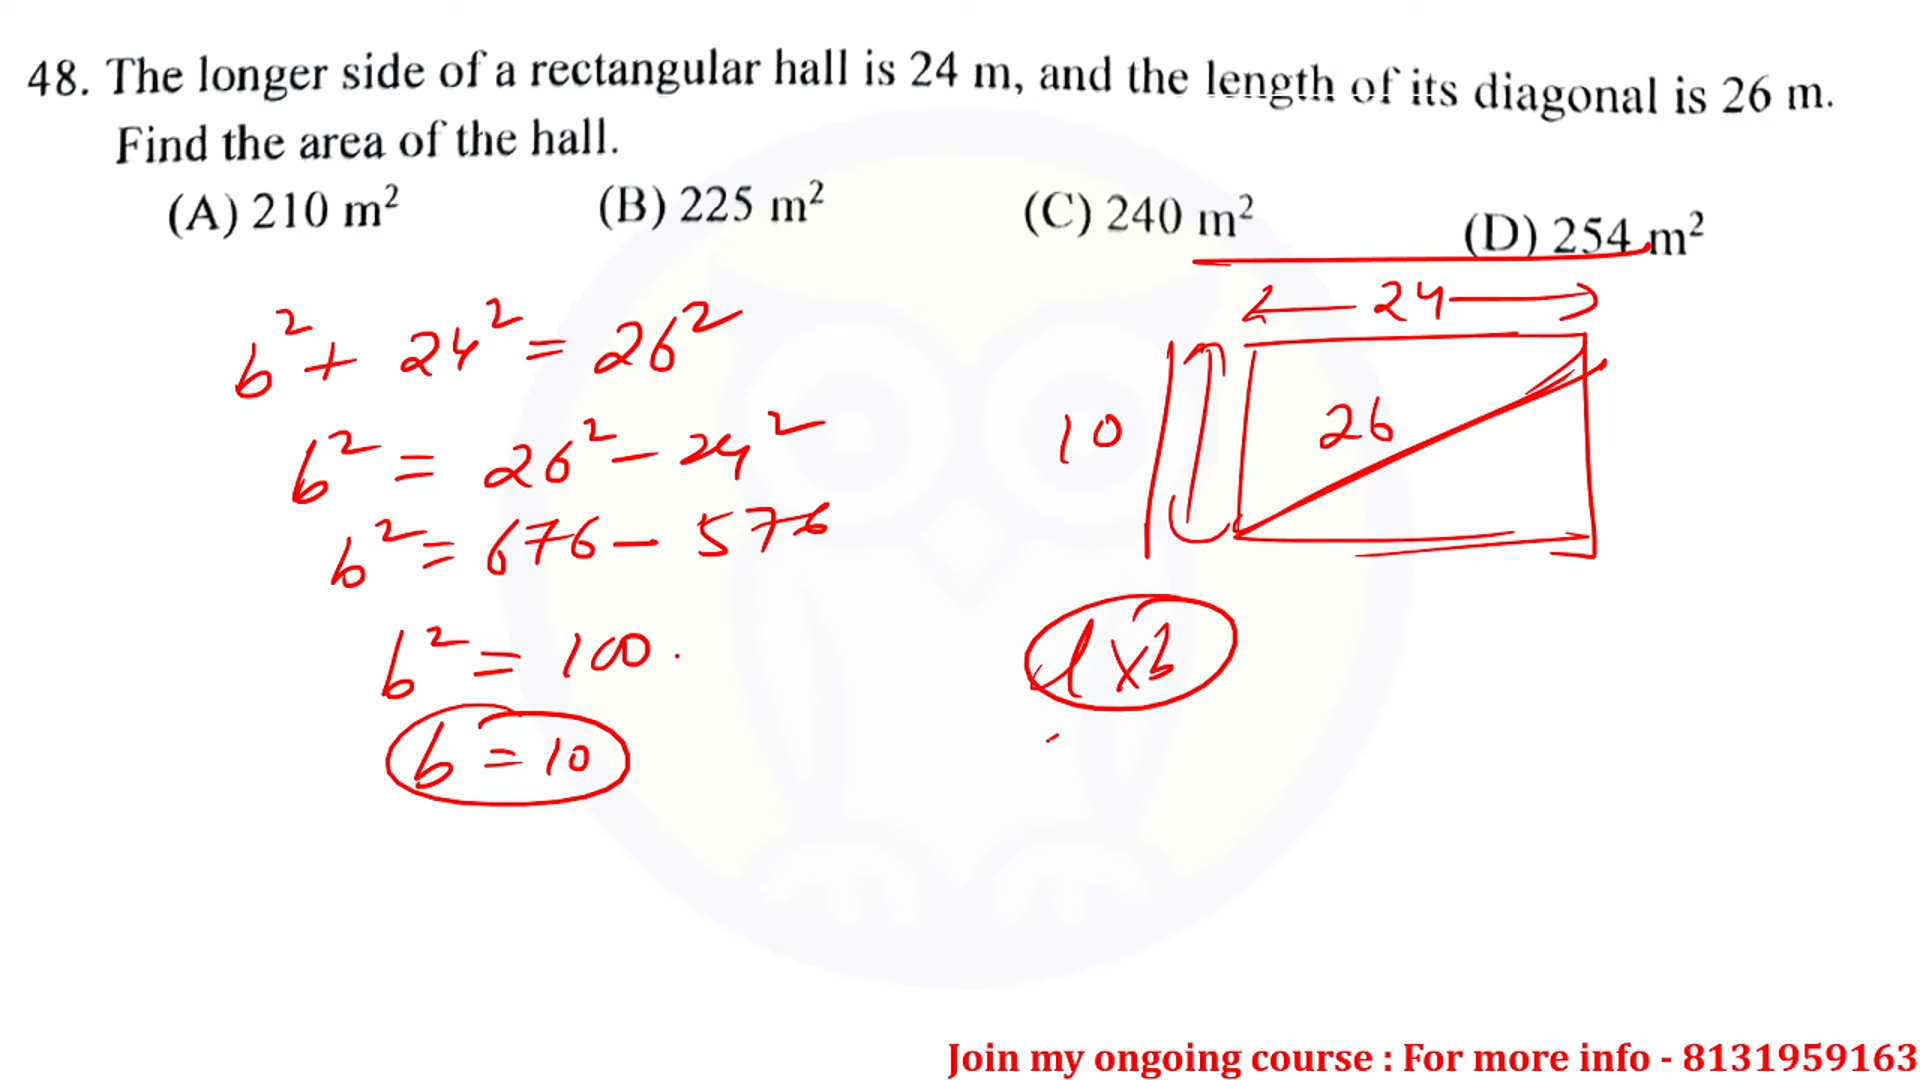 48. The longer side of a rectangular hall is 24 m, and the length of its diagonal is 26 m.
Find the area of the hall.
(A) 210 m² (B) 225 m² (C) 240 m² (D) 254 m²
b² + 24² = 26²
b² = 26² – 24²
b² = 676 – 576
b² = 100.
b = 10
24
10
26
l × b
Join my ongoing course : For more info - 8131959163